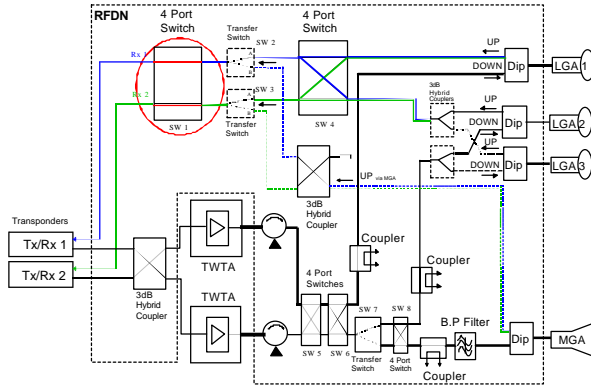 RFDN
4 Port
Switch
4 Port
Switch
Transfer
Switch
SW 2
A
B
Rx 1
Rx 2
SW 1
SW 3
A
B
Transfer
Switch
SW 4
UP
DOWN
Dip
LGA 1
3dB
Hybrid
Couplers
UP
DOWN
Dip
LGA2
UP
DOWN
Dip
LGA3
3dB
Hybrid
Coupler
UP via MGA
Transponders
Tx/Rx 1
Tx/Rx 2
3dB
Hybrid
Coupler
TWTA
TWTA
Coupler
Coupler
4 Port
Switches
SW 5
SW 6
SW 7
SW 8
Transfer
Switch
4 Port
Switch
B.P Filter
Coupler
Dip
MGA